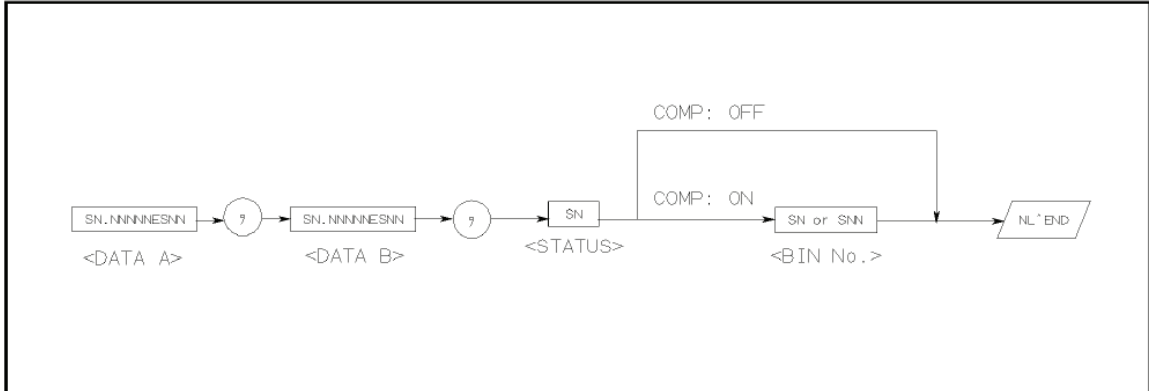 COMP: OFF
COMP: ON
SN.NNNNNESNN , SN.NNNNNESNN , SN SN or SNN NL^END
<DATA A> <DATA B> <STATUS> <BIN No.>